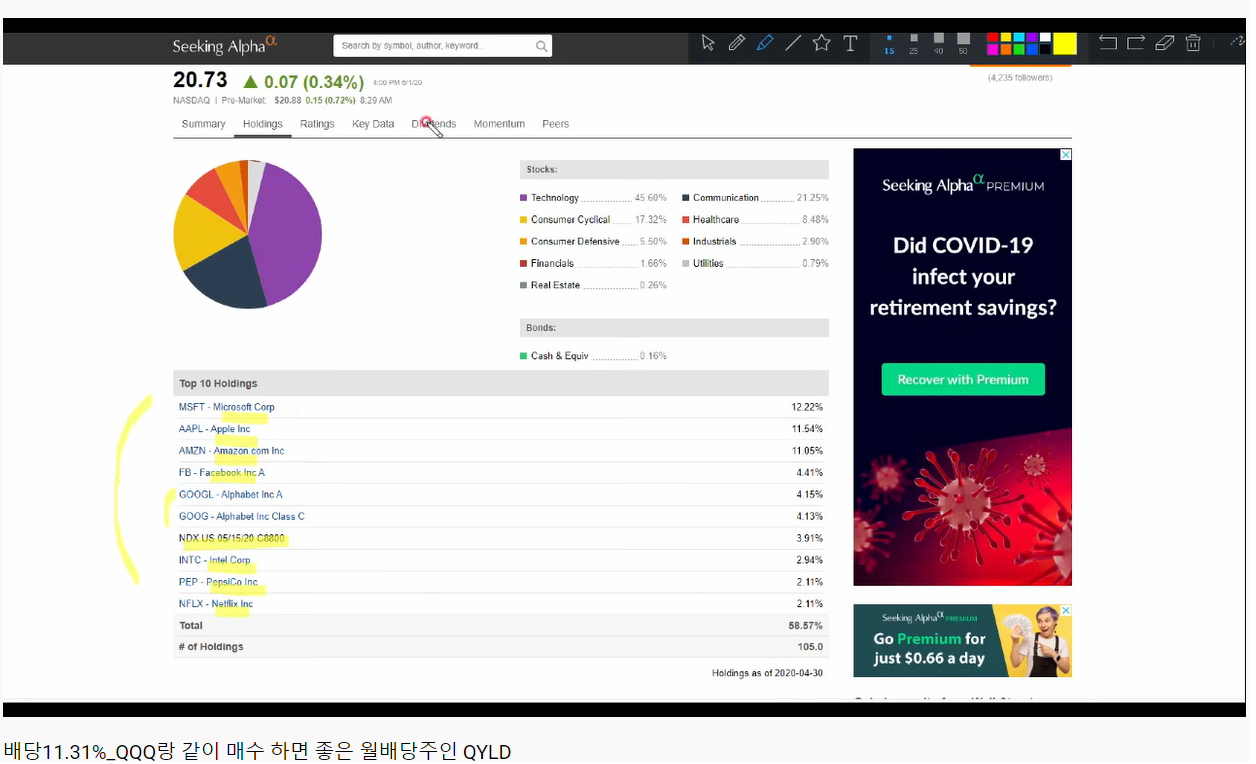 Seeking Alpha α
Search by symbol, author, keyword...
T
15 25 40 50
20.73 ▲ 0.07 (0.34%) 4:00 PM 6/1/20
(4,235 followers)
NASDAQ | Pre-Market: $20.88 0.15 (0.72%) 8:29 AM
Summary Holdings Ratings Key Data Dividends Momentum Peers
Stocks:
Technology 45.60% Communication 21.25%
Consumer Cyclical 17.32% Healthcare 8.48%
Consumer Defensive 5.50% Industrials 2.90%
Financials 1.66% Utilities 0.79%
Real Estate 0.26%
Bonds:
Cash & Equiv 0.16%
Top 10 Holdings
MSFT - Microsoft Corp 12.22%
AAPL - Apple Inc 11.54%
AMZN - Amazon.com Inc 11.05%
FB - Facebook Inc A 4.41%
GOOGL - Alphabet Inc A 4.15%
GOOG - Alphabet Inc Class C 4.13%
NDX US 05/15/20 C8800 3.91%
INTC - Intel Corp 2.94%
PEP - PepsiCo Inc 2.11%
NFLX - Netflix Inc 2.11%
Total 58.57%
# of Holdings 105.0
Holdings as of 2020-04-30
Seeking Alpha α PREMIUM
Did COVID-19
infect your
retirement savings?
Recover with Premium
Seeking Alpha α PREMIUM
Go Premium for
just $0.66 a day
배당11.31%_QQQ랑 같이 매수 하면 좋은 월배당주인 QYLD